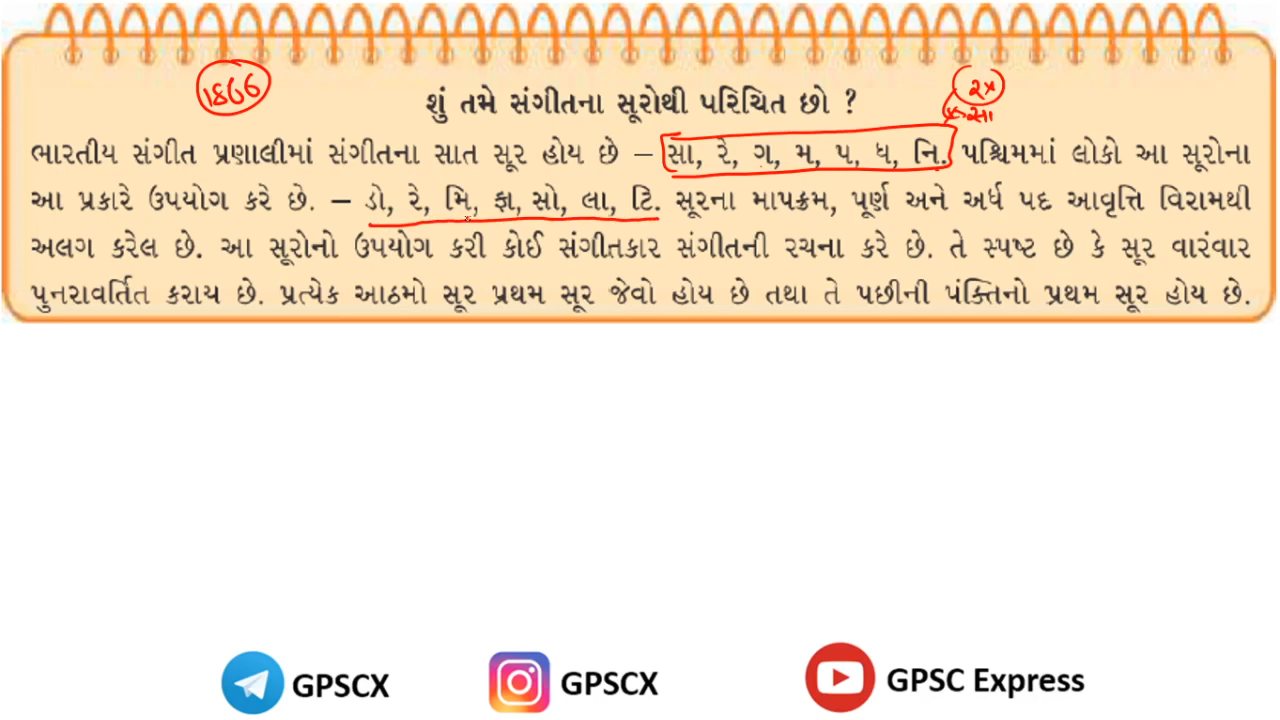 1866
શું તમે સંગીતના સૂરોથી પરિચિત છો ?
2x
સા
ભારતીય સંગીત પ્રણાલીમાં સંગીતના સાત સૂર હોય છે – સા, રે, ગ, મ, પ, ધ, નિ. પશ્ચિમમાં લોકો આ સૂરોના
આ પ્રકારે ઉપયોગ કરે છે. – ડો, રે, મિ, ફા, સો, લા, ટિ. સૂરના માપક્રમ, પૂર્ણ અને અર્ધ પદ આવૃત્તિ વિરામથી
અલગ કરેલ છે. આ સૂરોનો ઉપયોગ કરી કોઈ સંગીતકાર સંગીતની રચના કરે છે. તે સ્પષ્ટ છે કે સૂર વારંવાર
પુનરાવર્તિત કરાય છે. પ્રત્યેક આઠમો સૂર પ્રથમ સૂર જેવો હોય છે તથા તે પછીની પંક્તિનો પ્રથમ સૂર હોય છે.
GPSCX
GPSCX
GPSC Express